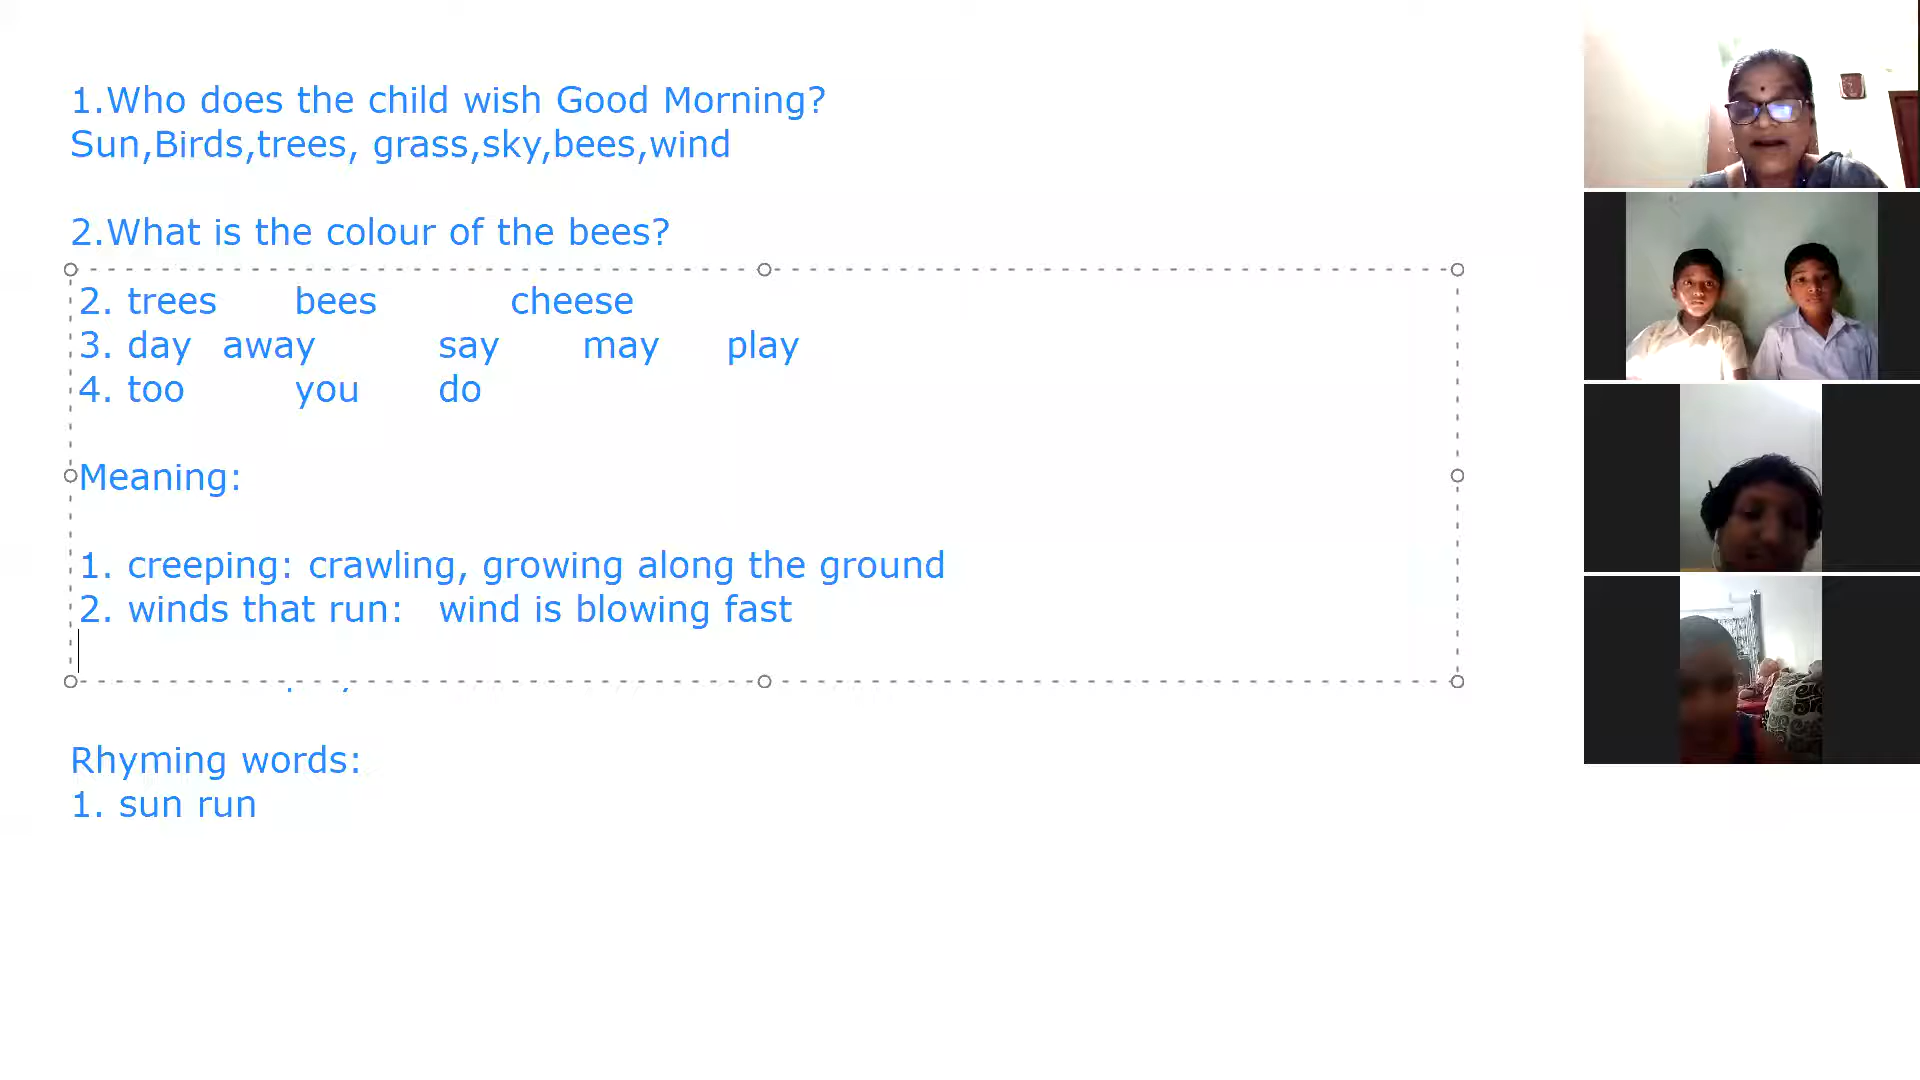 1.Who does the child wish Good Morning?
Sun,Birds,trees, grass,sky,bees,wind
2.What is the colour of the bees?
2. trees bees cheese
3. day away say may play
4. too you do
Meaning:
1. creeping: crawling, growing along the ground
2. winds that run: wind is blowing fast
Rhyming words:
1. sun run